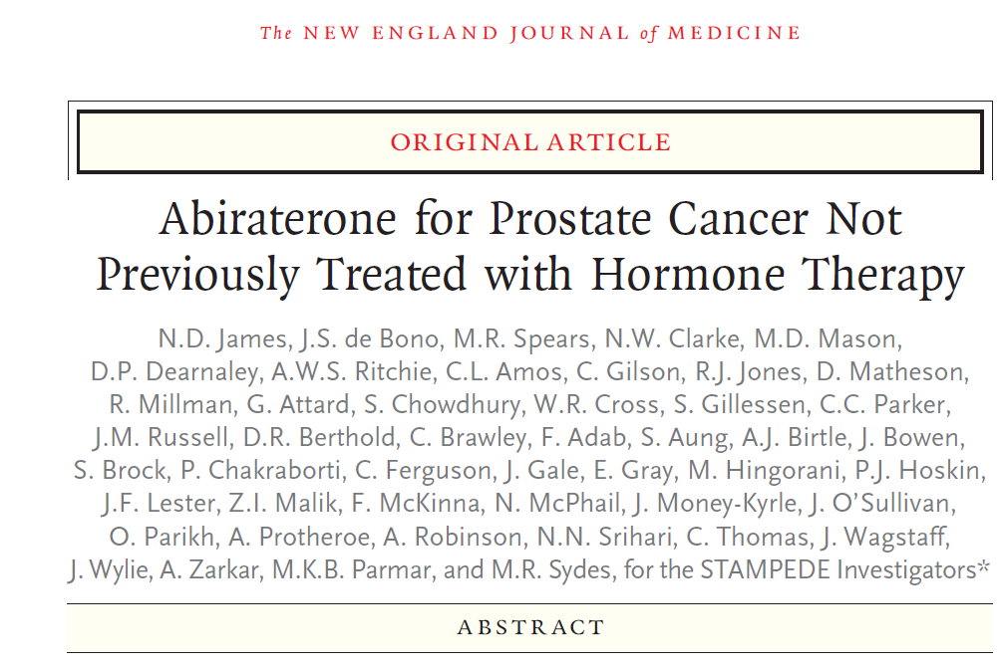 The NEW ENGLAND JOURNAL of MEDICINE
ORIGINAL ARTICLE
Abiraterone for Prostate Cancer Not
Previously Treated with Hormone Therapy
N.D. James, J.S. de Bono, M.R. Spears, N.W. Clarke, M.D. Mason,
D.P. Dearnaley, A.W.S. Ritchie, C.L. Amos, C. Gilson, R.J. Jones, D. Matheson,
R. Millman, G. Attard, S. Chowdhury, W.R. Cross, S. Gillessen, C.C. Parker,
J.M. Russell, D.R. Berthold, C. Brawley, F. Adab, S. Aung, A.J. Birtle, J. Bowen,
S. Brock, P. Chakraborti, C. Ferguson, J. Gale, E. Gray, M. Hingorani, P.J. Hoskin,
J.F. Lester, Z.I. Malik, F. McKinna, N. McPhail, J. Money-Kyrle, J. O’Sullivan,
O. Parikh, A. Protheroe, A. Robinson, N.N. Srihari, C. Thomas, J. Wagstaff,
J. Wylie, A. Zarkar, M.K.B. Parmar, and M.R. Sydes, for the STAMPEDE Investigators*
ABSTRACT